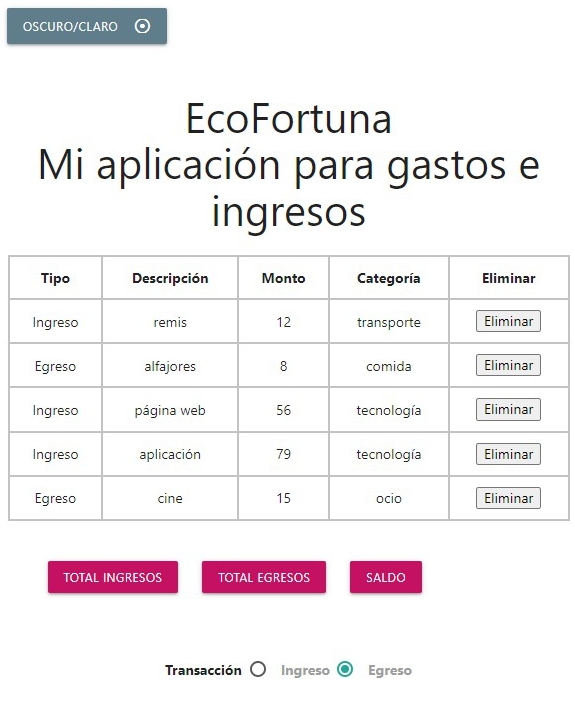 OSCURO/CLARO
EcoFortuna
Mi aplicación para gastos e
ingresos
Tipo Descripción Monto Categoría Eliminar
Ingreso remis 12 transporte Eliminar
Egreso alfajores 8 comida Eliminar
Ingreso página web 56 tecnología Eliminar
Ingreso aplicación 79 tecnología Eliminar
Egreso cine 15 ocio Eliminar
TOTAL INGRESOS TOTAL EGRESOS SALDO
Transacción Ingreso Egreso